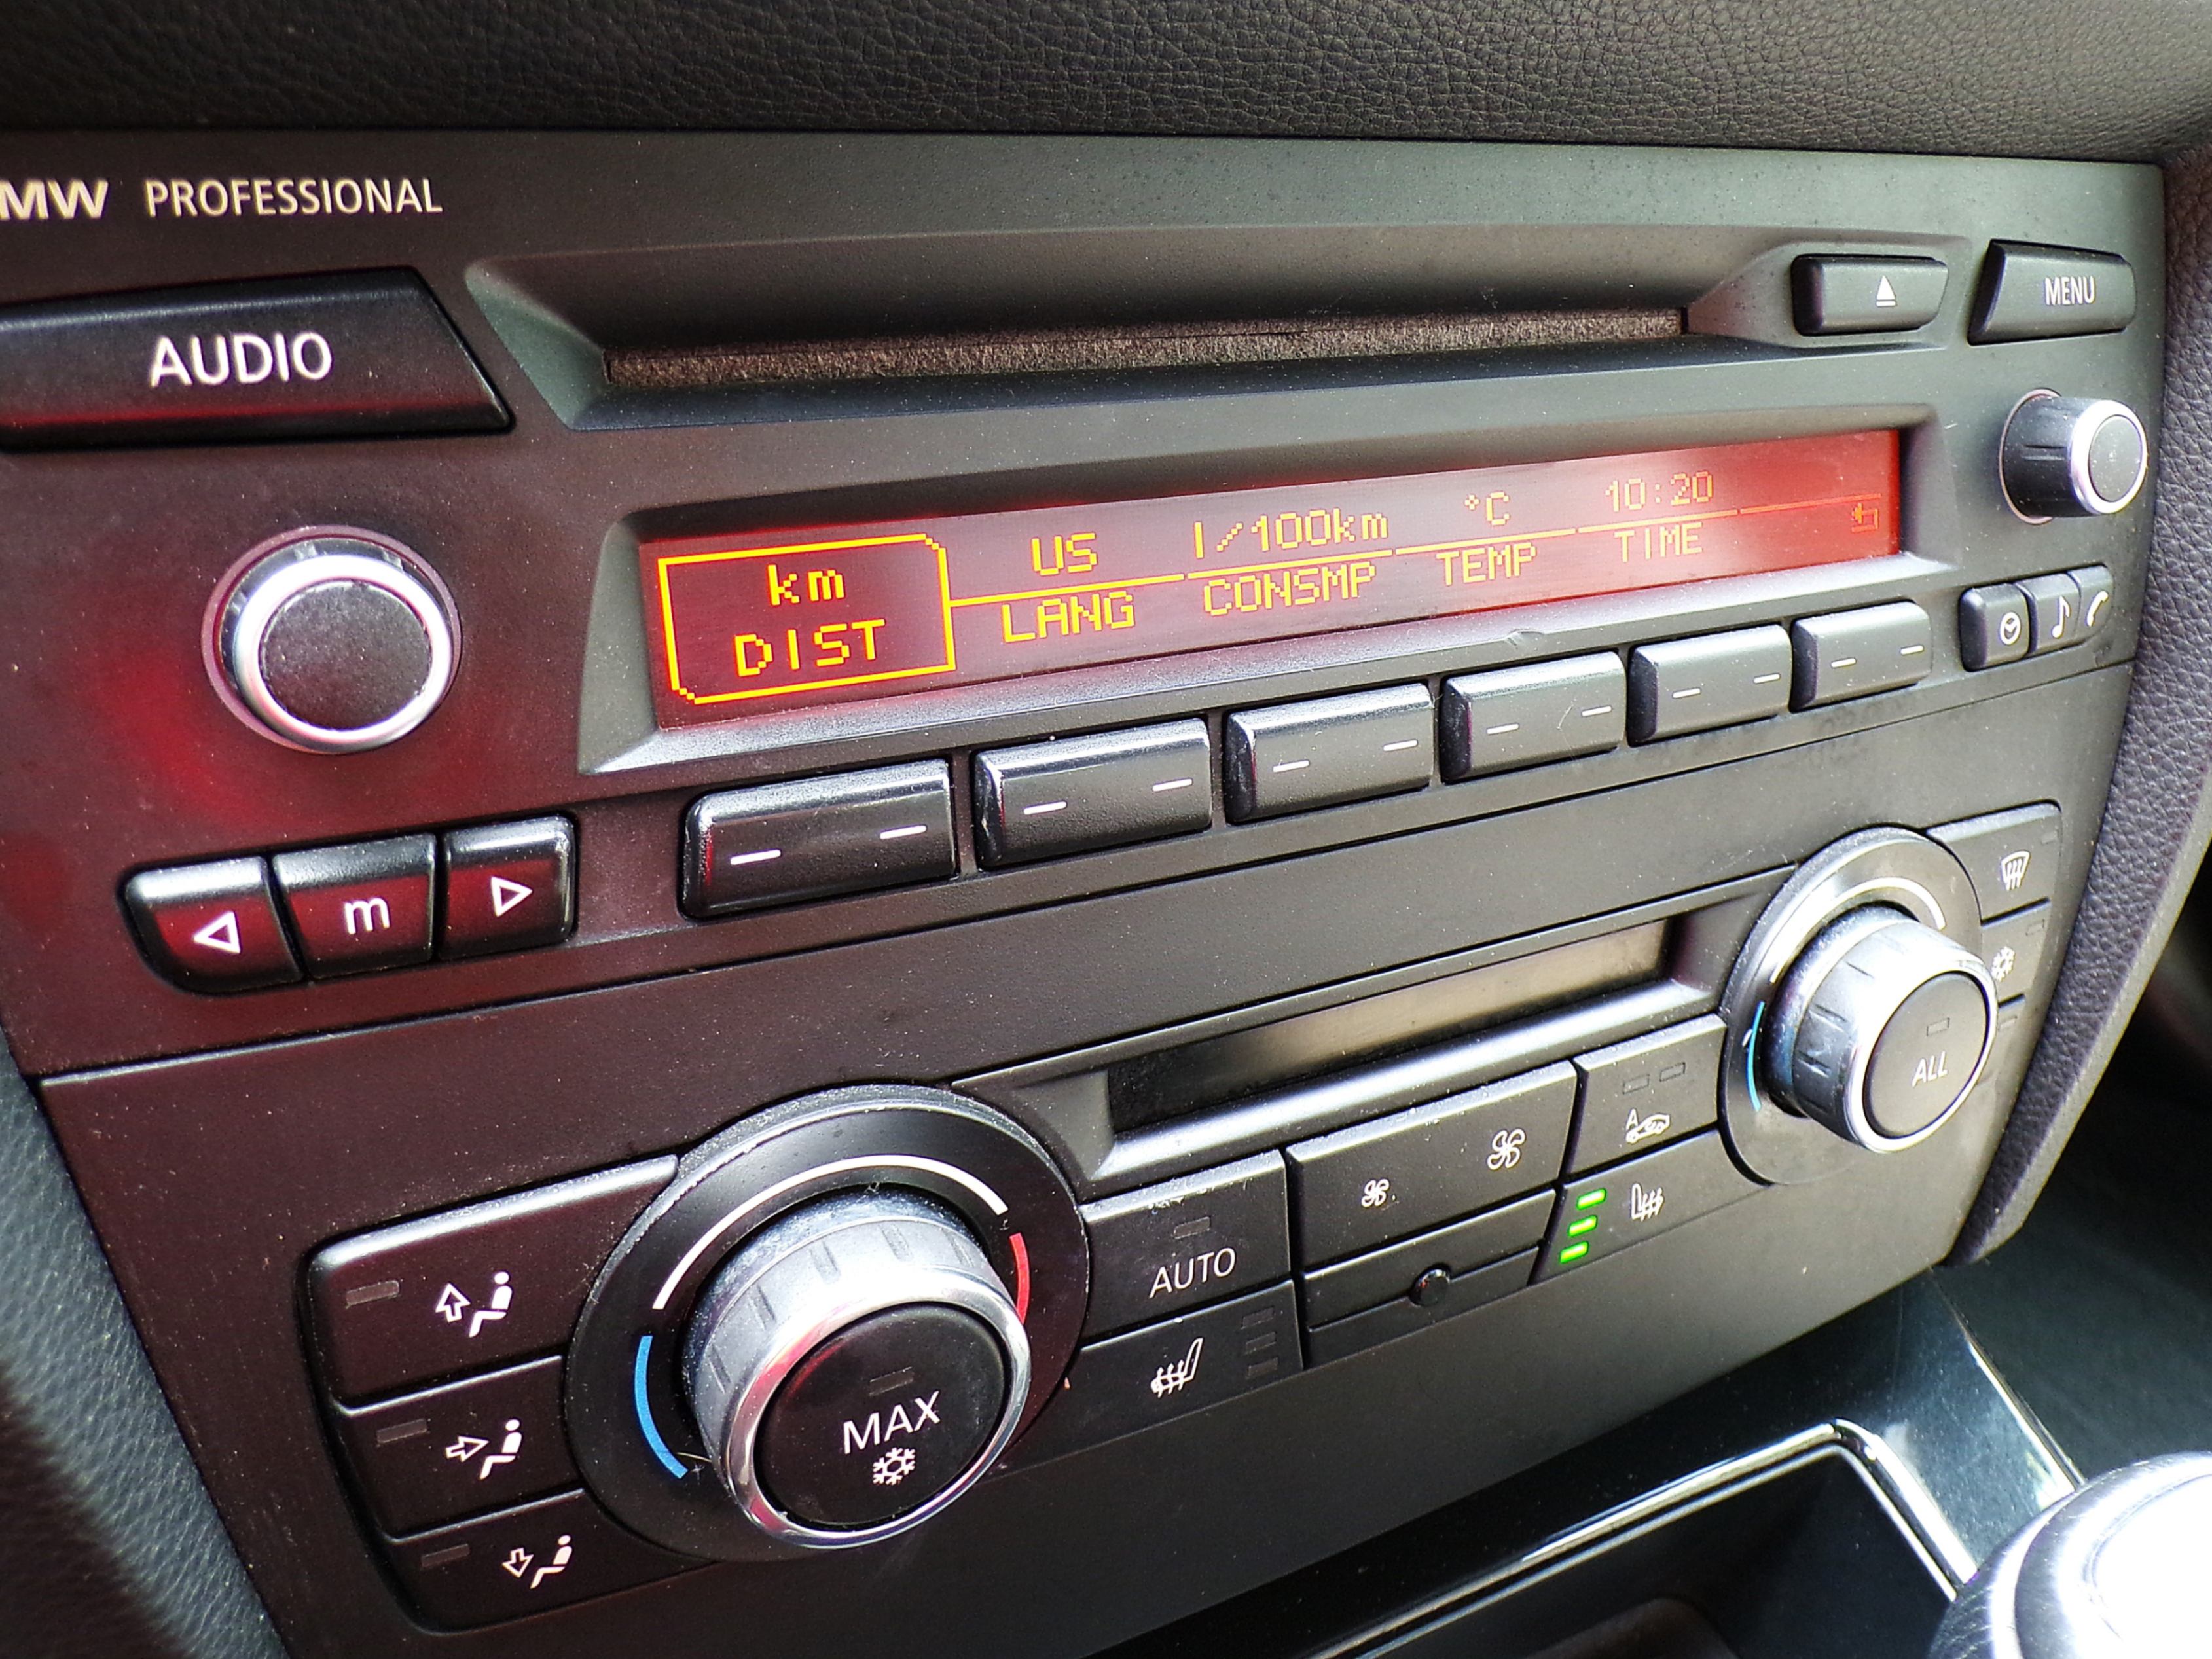 MW PROFESSIONAL
MENU
AUDIO
km US l/100km °C 10:20
DIST LANG CONSMP TEMP TIME
m
ALL
A
AUTO
MAX